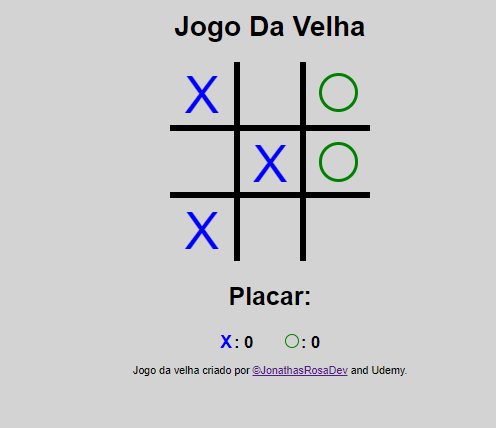 Jogo Da Velha
X O
X O
X
Placar:
X: 0 O: 0
Jogo da velha criado por ©JonathasRosaDev and Udemy.